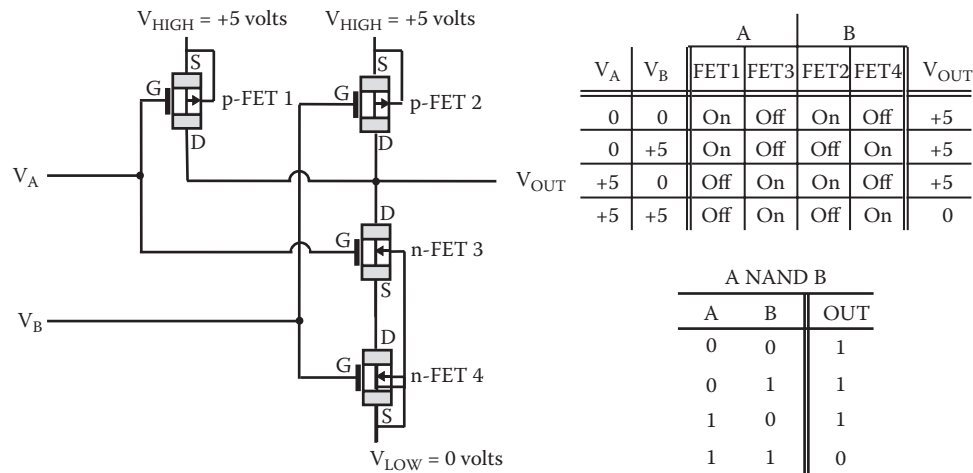 V_HIGH = +5 volts
V_HIGH = +5 volts
S
G
p-FET 1
D
S
G
p-FET 2
D
V_A
V_OUT
D
G
n-FET 3
S
V_B
D
G
n-FET 4
S
V_LOW = 0 volts
A B
V_A V_B FET1 FET3 FET2 FET4 V_OUT
0 0 On Off On Off +5
0 +5 On Off Off On +5
+5 0 Off On On Off +5
+5 +5 Off On Off On 0
A NAND B
A B OUT
0 0 1
0 1 1
1 0 1
1 1 0